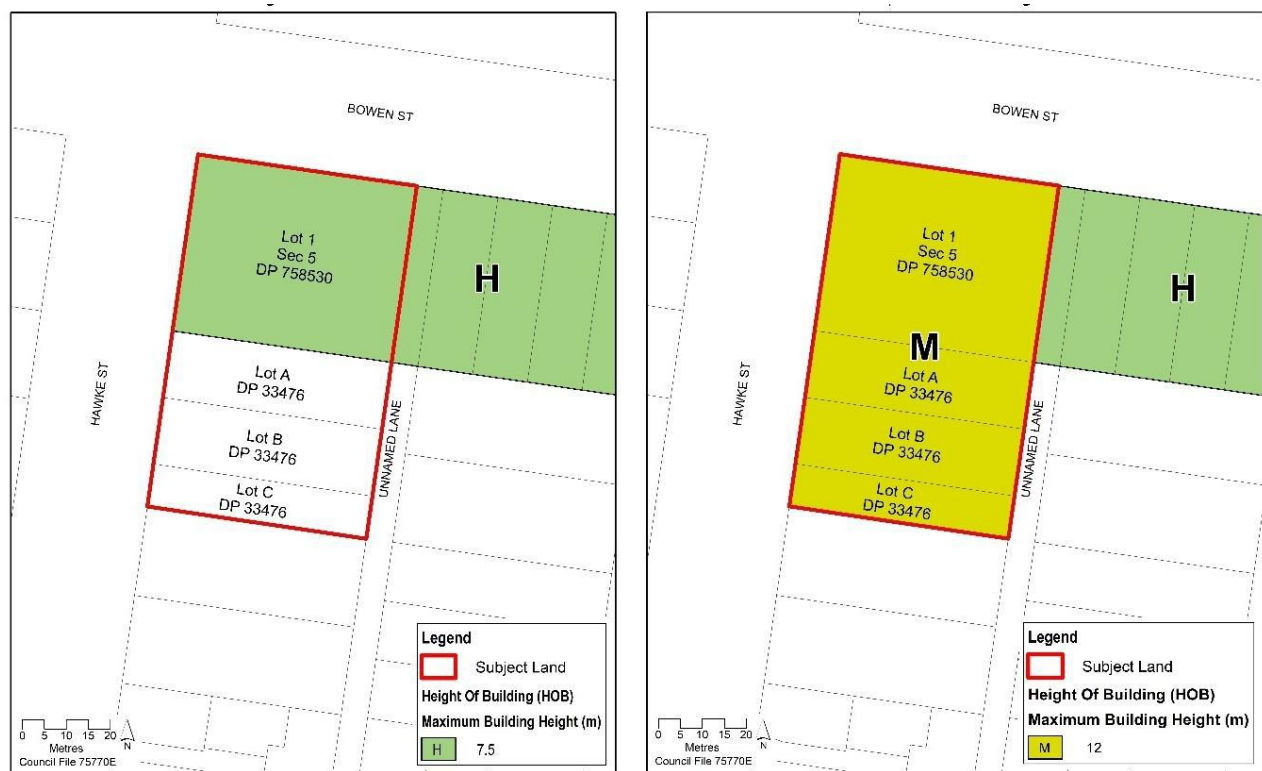 BOWEN ST
Lot 1
Sec 5
DP 758530
H
Lot A
DP 33476
HAWKE ST
Lot B
DP 33476
UNNAMED LANE
Lot C
DP 33476
Legend
Subject Land
Height Of Building (HOB)
Maximum Building Height (m)
H 7.5
0 5 10 15 20
Metres
N
Council File 75770E
BOWEN ST
Lot 1
Sec 5
DP 758530
H
M
Lot A
DP 33476
HAWKE ST
Lot B
DP 33476
UNNAMED LANE
Lot C
DP 33476
Legend
Subject Land
Height Of Building (HOB)
Maximum Building Height (m)
M 12
0 5 10 15 20
Metres
N
Council File 75770E